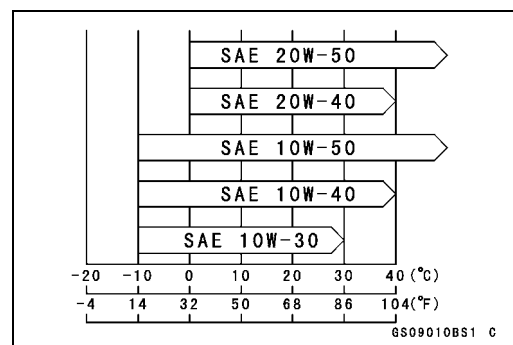 SAE 20W-50
SAE 20W-40
SAE 10W-50
SAE 10W-40
SAE 10W-30
-20 -10 0 10 20 30 40 (°C)
-4 14 32 50 68 86 104(°F)
GS09010BS1 C